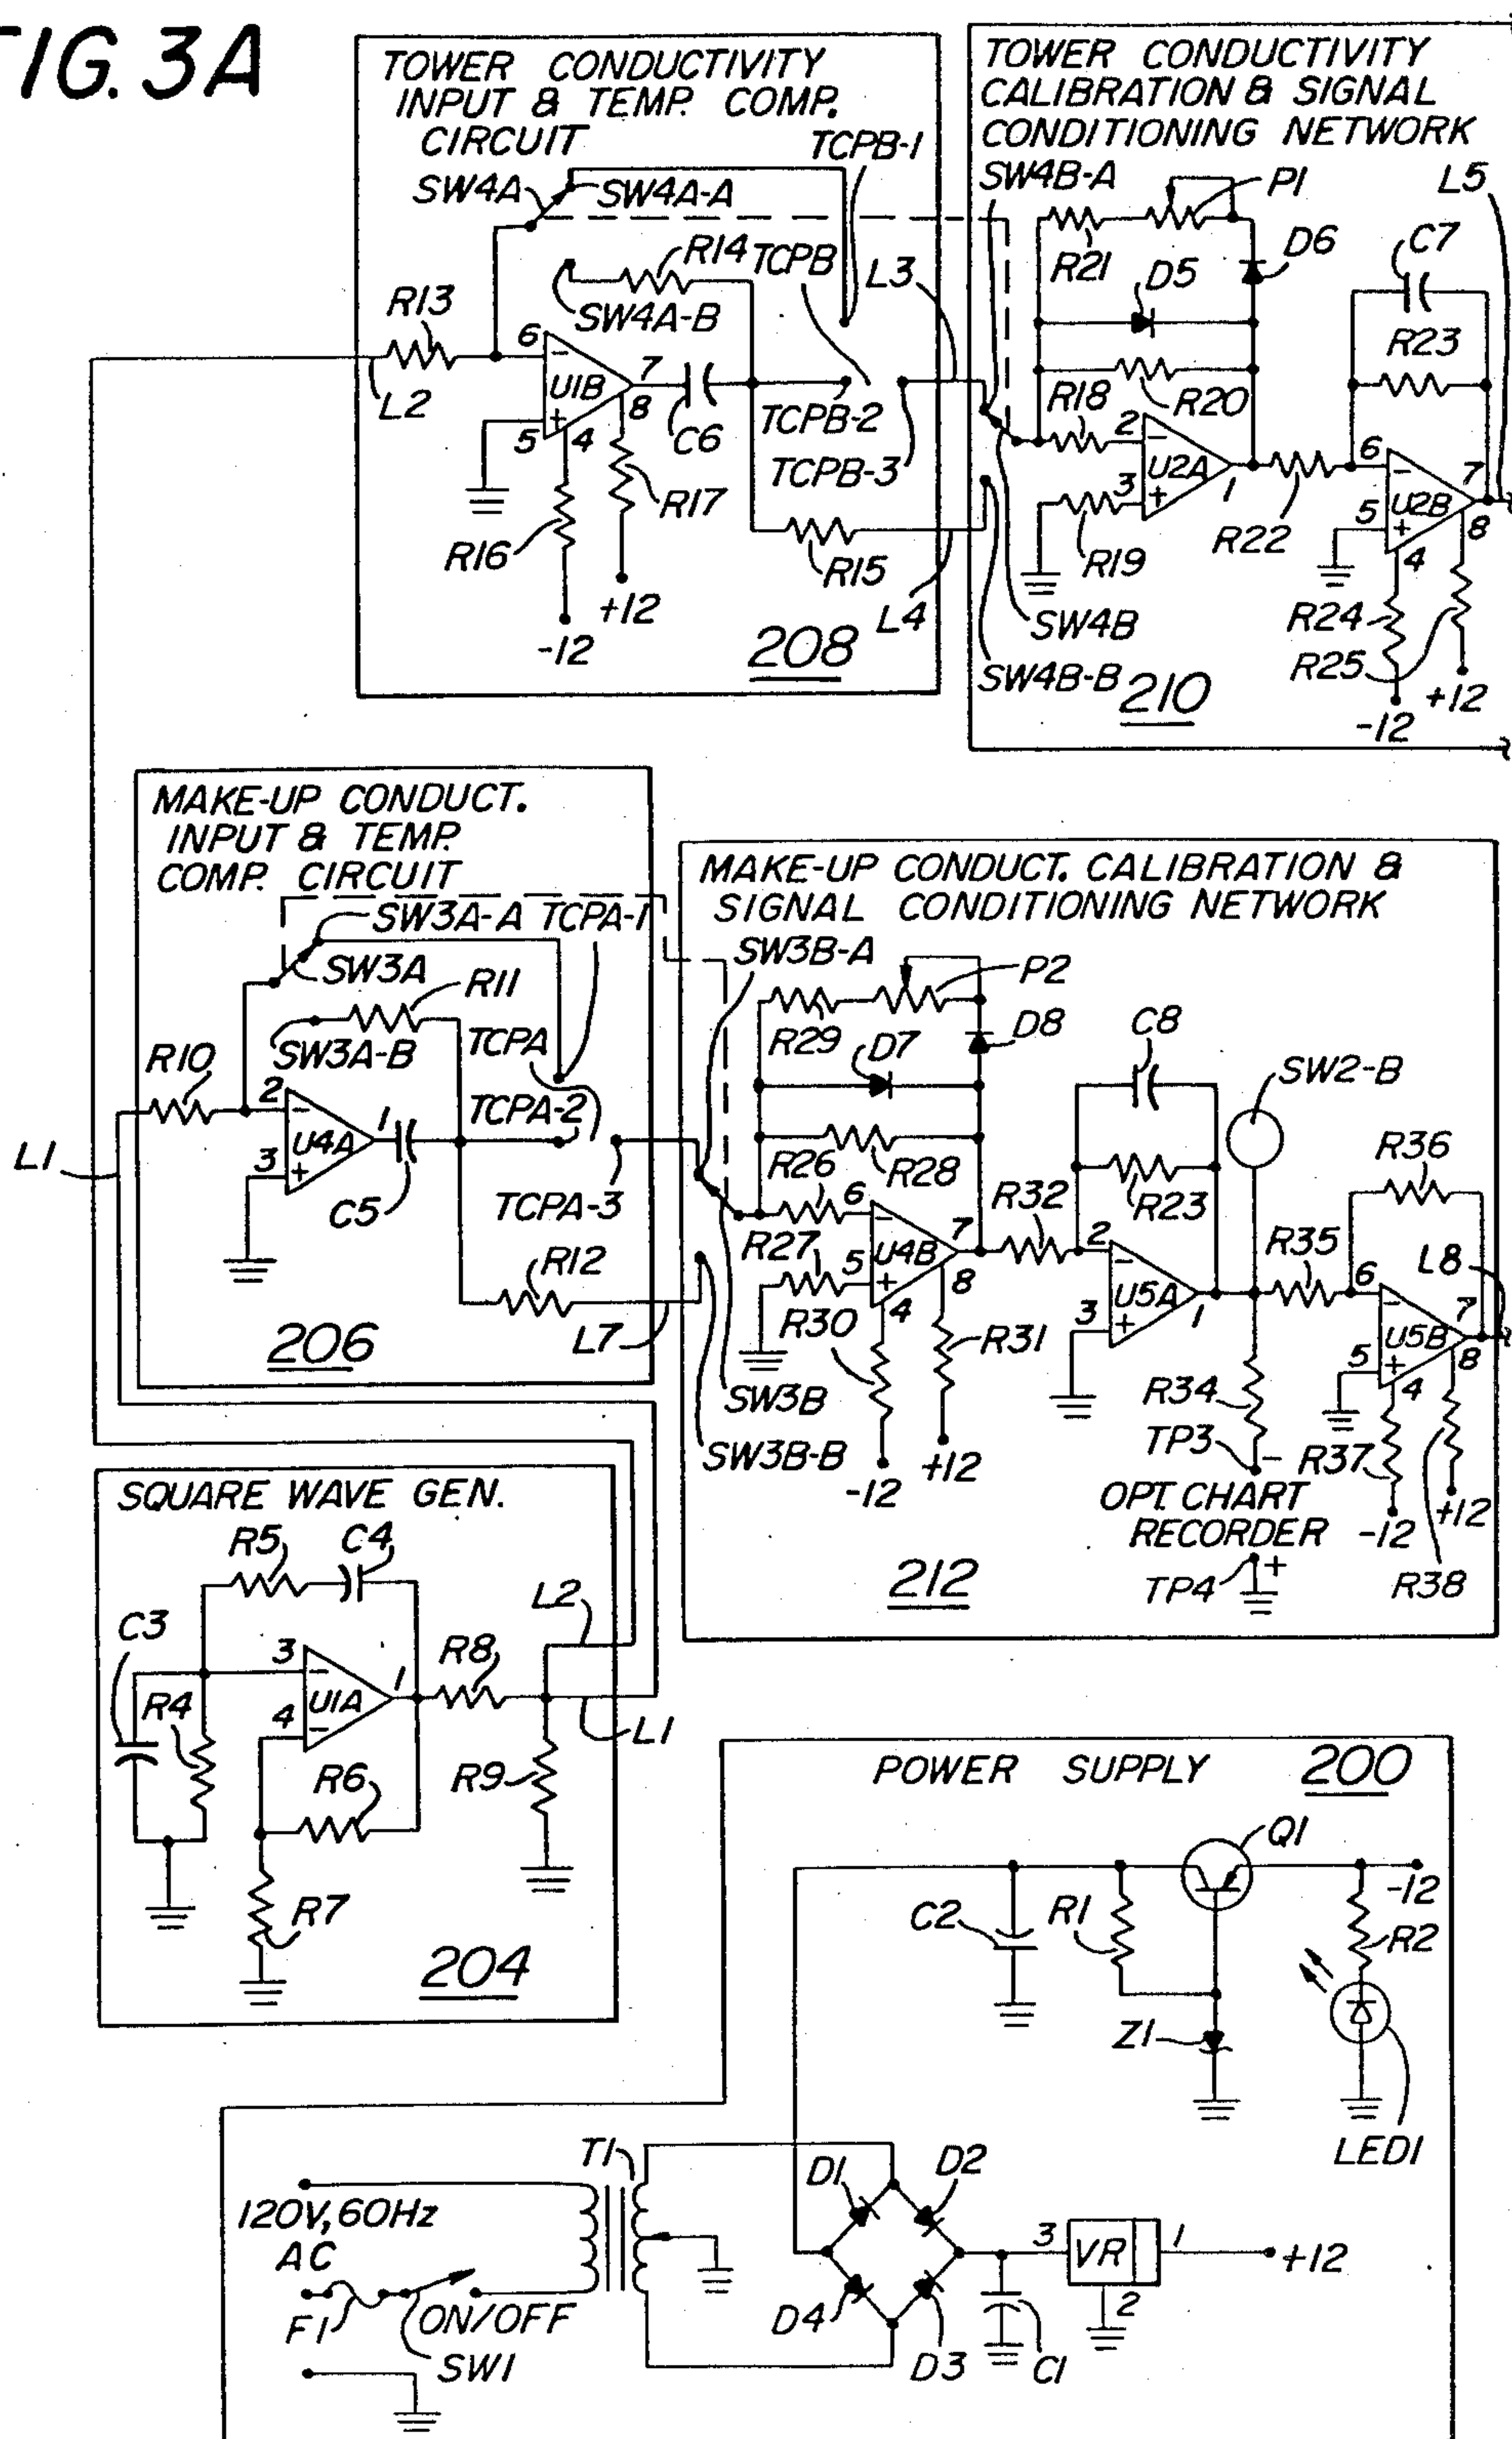 FIG. 3A
TOWER CONDUCTIVITY
INPUT & TEMP. COMP.
CIRCUIT
TCPB-1
SW4A
SW4A-A
R14
TCPB
L3
R13
SW4A-B
6
-
7
U1B
8
L2
5
+
4
C6
TCPB-2
TCPB-3
R17
R16
R15
+12
-12
L4
208
TOWER CONDUCTIVITY
CALIBRATION & SIGNAL
CONDITIONING NETWORK
SW4B-A
P1
L5
R21
D5
D6
C7
R23
R18
R20
2
-
U2A
3
+
1
6
-
7
U2B
5
+
8
4
R22
R19
R24
SW4B
R25
SW4B-B
210
+12
-12
MAKE-UP CONDUCT.
INPUT & TEMP.
COMP. CIRCUIT
SW3A-A
TCPA-1
SW3A
R11
SW3A-B
TCPA
R10
2
-
1
TCPA-2
U4A
3
+
L1
C5
TCPA-3
R12
206
L7
MAKE-UP CONDUCT. CALIBRATION &
SIGNAL CONDITIONING NETWORK
SW3B-A
P2
R29
D7
D8
C8
SW2-B
R26
R28
R23
R36
6
-
7
R32
2
-
R35
R27
5
U4B
+
8
6
-
L8
4
3
U5A
+
1
7
U5B
R30
R31
5
+
8
4
SW3B
R34
TP3
-
R37
SW3B-B
-12
+12
OPT. CHART
RECORDER
-12
+12
TP4
+
R38
212
SQUARE WAVE GEN.
R5
C4
L2
C3
3
-
1
R8
R4
U1A
4
-
L1
R6
R9
R7
204
POWER SUPPLY
200
Q1
-12
C2
R1
R2
Z1
LED1
T1
D1
D2
120V, 60Hz
AC
3
VR
1
+12
2
F1
ON/OFF
D4
SW1
D3
C1